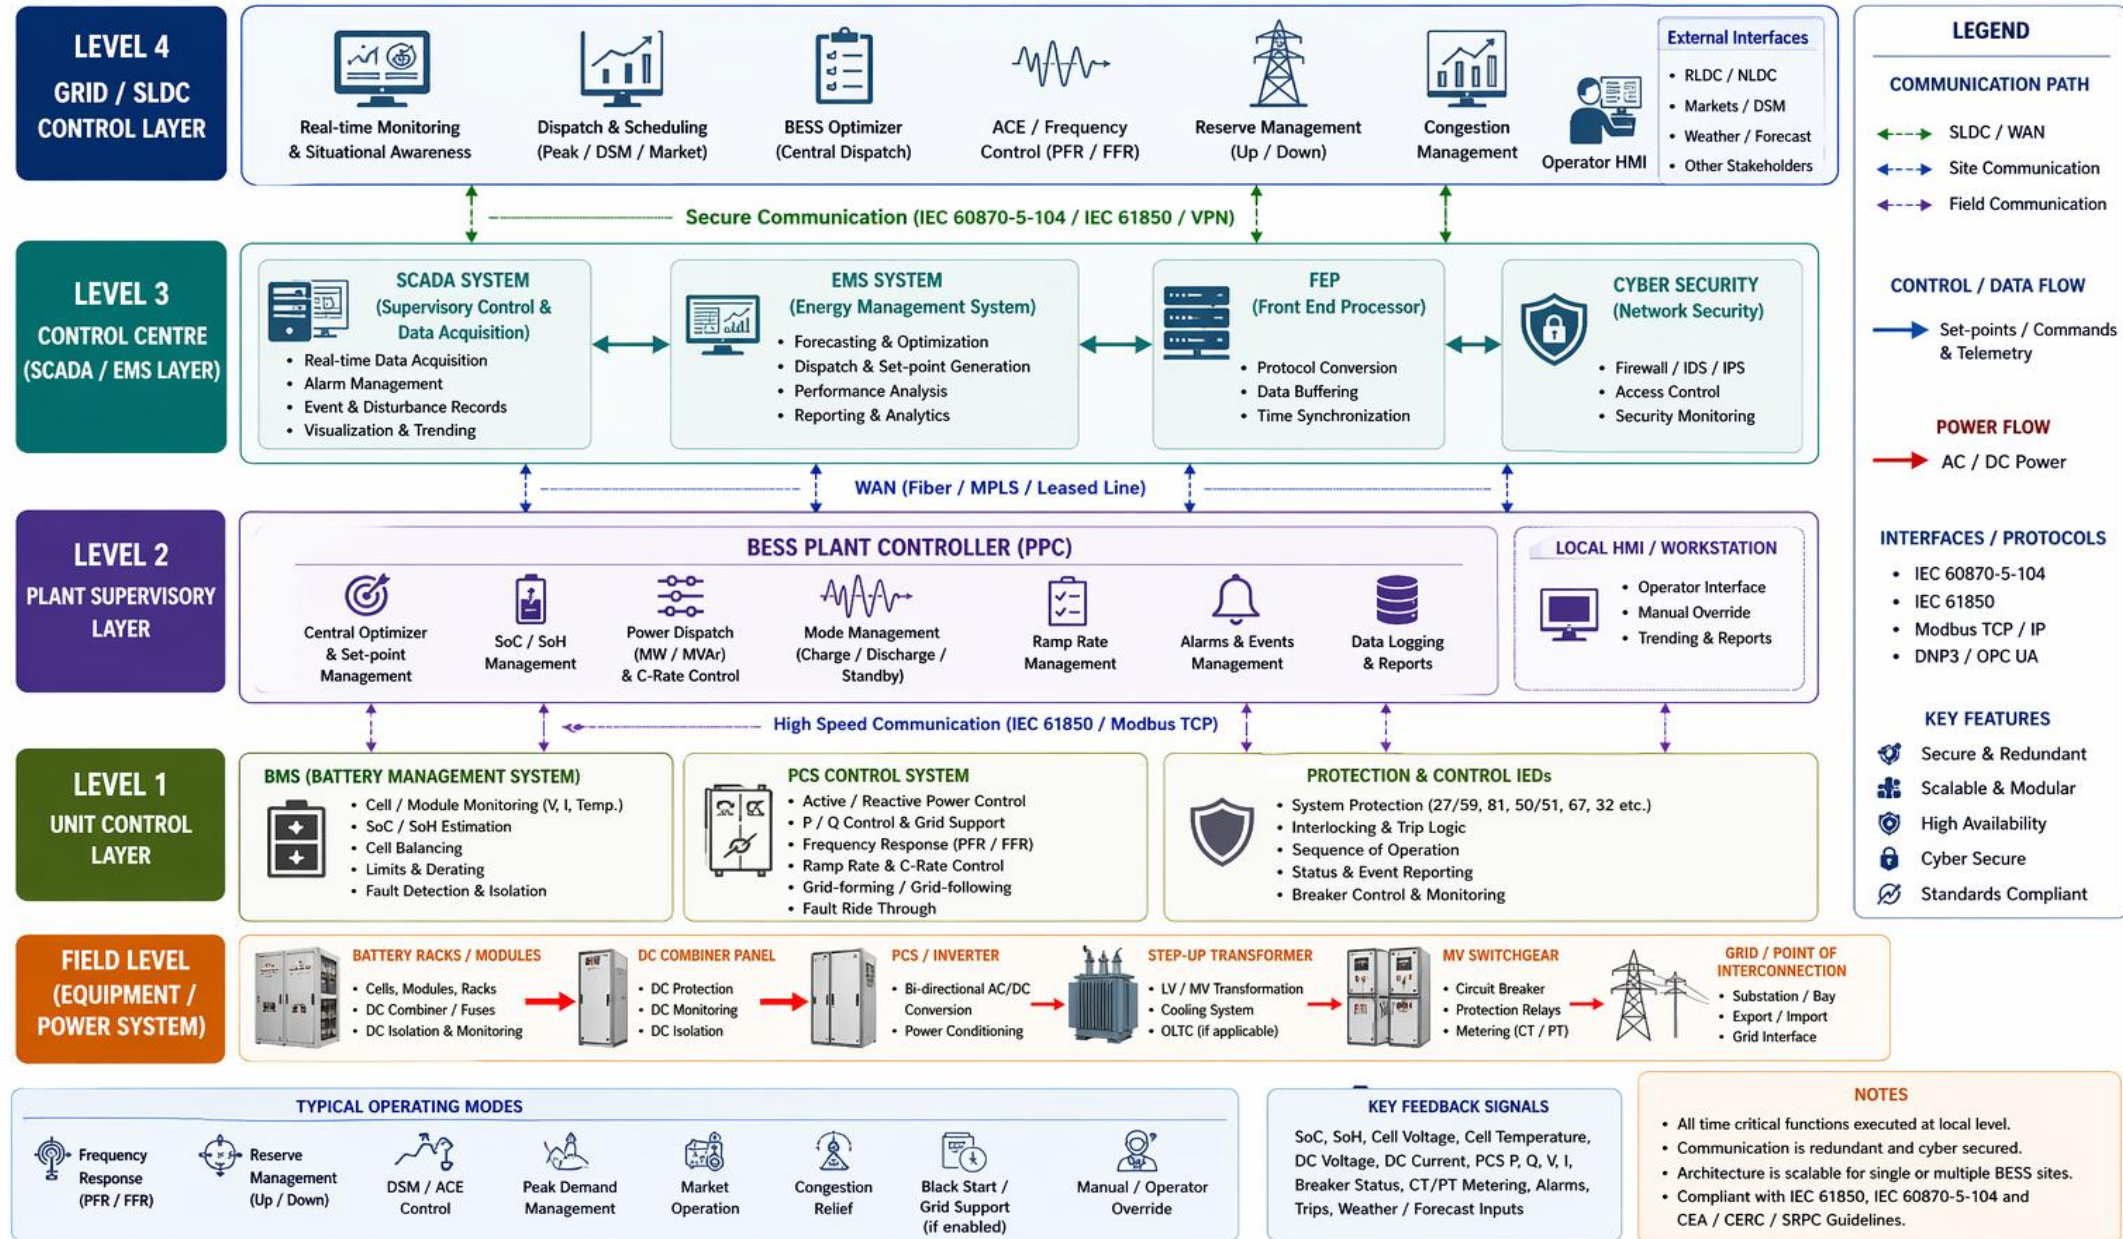 LEVEL 4
GRID / SLDC
CONTROL LAYER
Real-time Monitoring
& Situational Awareness
Dispatch & Scheduling
(Peak / DSM / Market)
BESS Optimizer
(Central Dispatch)
ACE / Frequency
Control (PFR / FFR)
Reserve Management
(Up / Down)
Congestion
Management
Operator HMI
External Interfaces
• RLDC / NLDC
• Markets / DSM
• Weather / Forecast
• Other Stakeholders
Secure Communication (IEC 60870-5-104 / IEC 61850 / VPN)
LEVEL 3
CONTROL CENTRE
(SCADA / EMS LAYER)
SCADA SYSTEM
(Supervisory Control &
Data Acquisition)
• Real-time Data Acquisition
• Alarm Management
• Event & Disturbance Records
• Visualization & Trending
EMS SYSTEM
(Energy Management System)
• Forecasting & Optimization
• Dispatch & Set-point Generation
• Performance Analysis
• Reporting & Analytics
FEP
(Front End Processor)
• Protocol Conversion
• Data Buffering
• Time Synchronization
CYBER SECURITY
(Network Security)
• Firewall / IDS / IPS
• Access Control
• Security Monitoring
WAN (Fiber / MPLS / Leased Line)
LEVEL 2
PLANT SUPERVISORY
LAYER
BESS PLANT CONTROLLER (PPC)
Central Optimizer
& Set-point
Management
SoC / SoH
Management
Power Dispatch
(MW / MVAr)
& C-Rate Control
Mode Management
(Charge / Discharge /
Standby)
Ramp Rate
Management
Alarms & Events
Management
Data Logging
& Reports
LOCAL HMI / WORKSTATION
• Operator Interface
• Manual Override
• Trending & Reports
High Speed Communication (IEC 61850 / Modbus TCP)
LEVEL 1
UNIT CONTROL
LAYER
BMS (BATTERY MANAGEMENT SYSTEM)
• Cell / Module Monitoring (V, I, Temp.)
• SoC / SoH Estimation
• Cell Balancing
• Limits & Derating
• Fault Detection & Isolation
PCS CONTROL SYSTEM
• Active / Reactive Power Control
• P / Q Control & Grid Support
• Frequency Response (PFR / FFR)
• Ramp Rate & C-Rate Control
• Grid-forming / Grid-following
• Fault Ride Through
PROTECTION & CONTROL IEDs
• System Protection (27/59, 81, 50/51, 67, 32 etc.)
• Interlocking & Trip Logic
• Sequence of Operation
• Status & Event Reporting
• Breaker Control & Monitoring
FIELD LEVEL
(EQUIPMENT /
POWER SYSTEM)
BATTERY RACKS / MODULES
• Cells, Modules, Racks
• DC Combiner / Fuses
• DC Isolation & Monitoring
DC COMBINER PANEL
• DC Protection
• DC Monitoring
• DC Isolation
PCS / INVERTER
• Bi-directional AC/DC
Conversion
• Power Conditioning
STEP-UP TRANSFORMER
• LV / MV Transformation
• Cooling System
• OLTC (if applicable)
MV SWITCHGEAR
• Circuit Breaker
• Protection Relays
• Metering (CT / PT)
GRID / POINT OF
INTERCONNECTION
• Substation / Bay
• Export / Import
• Grid Interface
LEGEND
COMMUNICATION PATH
SLDC / WAN
Site Communication
Field Communication
CONTROL / DATA FLOW
Set-points / Commands
& Telemetry
POWER FLOW
AC / DC Power
INTERFACES / PROTOCOLS
• IEC 60870-5-104
• IEC 61850
• Modbus TCP / IP
• DNP3 / OPC UA
KEY FEATURES
Secure & Redundant
Scalable & Modular
High Availability
Cyber Secure
Standards Compliant
TYPICAL OPERATING MODES
Frequency
Response
(PFR / FFR)
Reserve
Management
(Up / Down)
DSM / ACE
Control
Peak Demand
Management
Market
Operation
Congestion
Relief
Black Start /
Grid Support
(if enabled)
Manual / Operator
Override
KEY FEEDBACK SIGNALS
SoC, SoH, Cell Voltage, Cell Temperature,
DC Voltage, DC Current, PCS P, Q, V, I,
Breaker Status, CT/PT Metering, Alarms,
Trips, Weather / Forecast Inputs
NOTES
• All time critical functions executed at local level.
• Communication is redundant and cyber secured.
• Architecture is scalable for single or multiple BESS sites.
• Compliant with IEC 61850, IEC 60870-5-104 and
CEA / CERC / SRPC Guidelines.